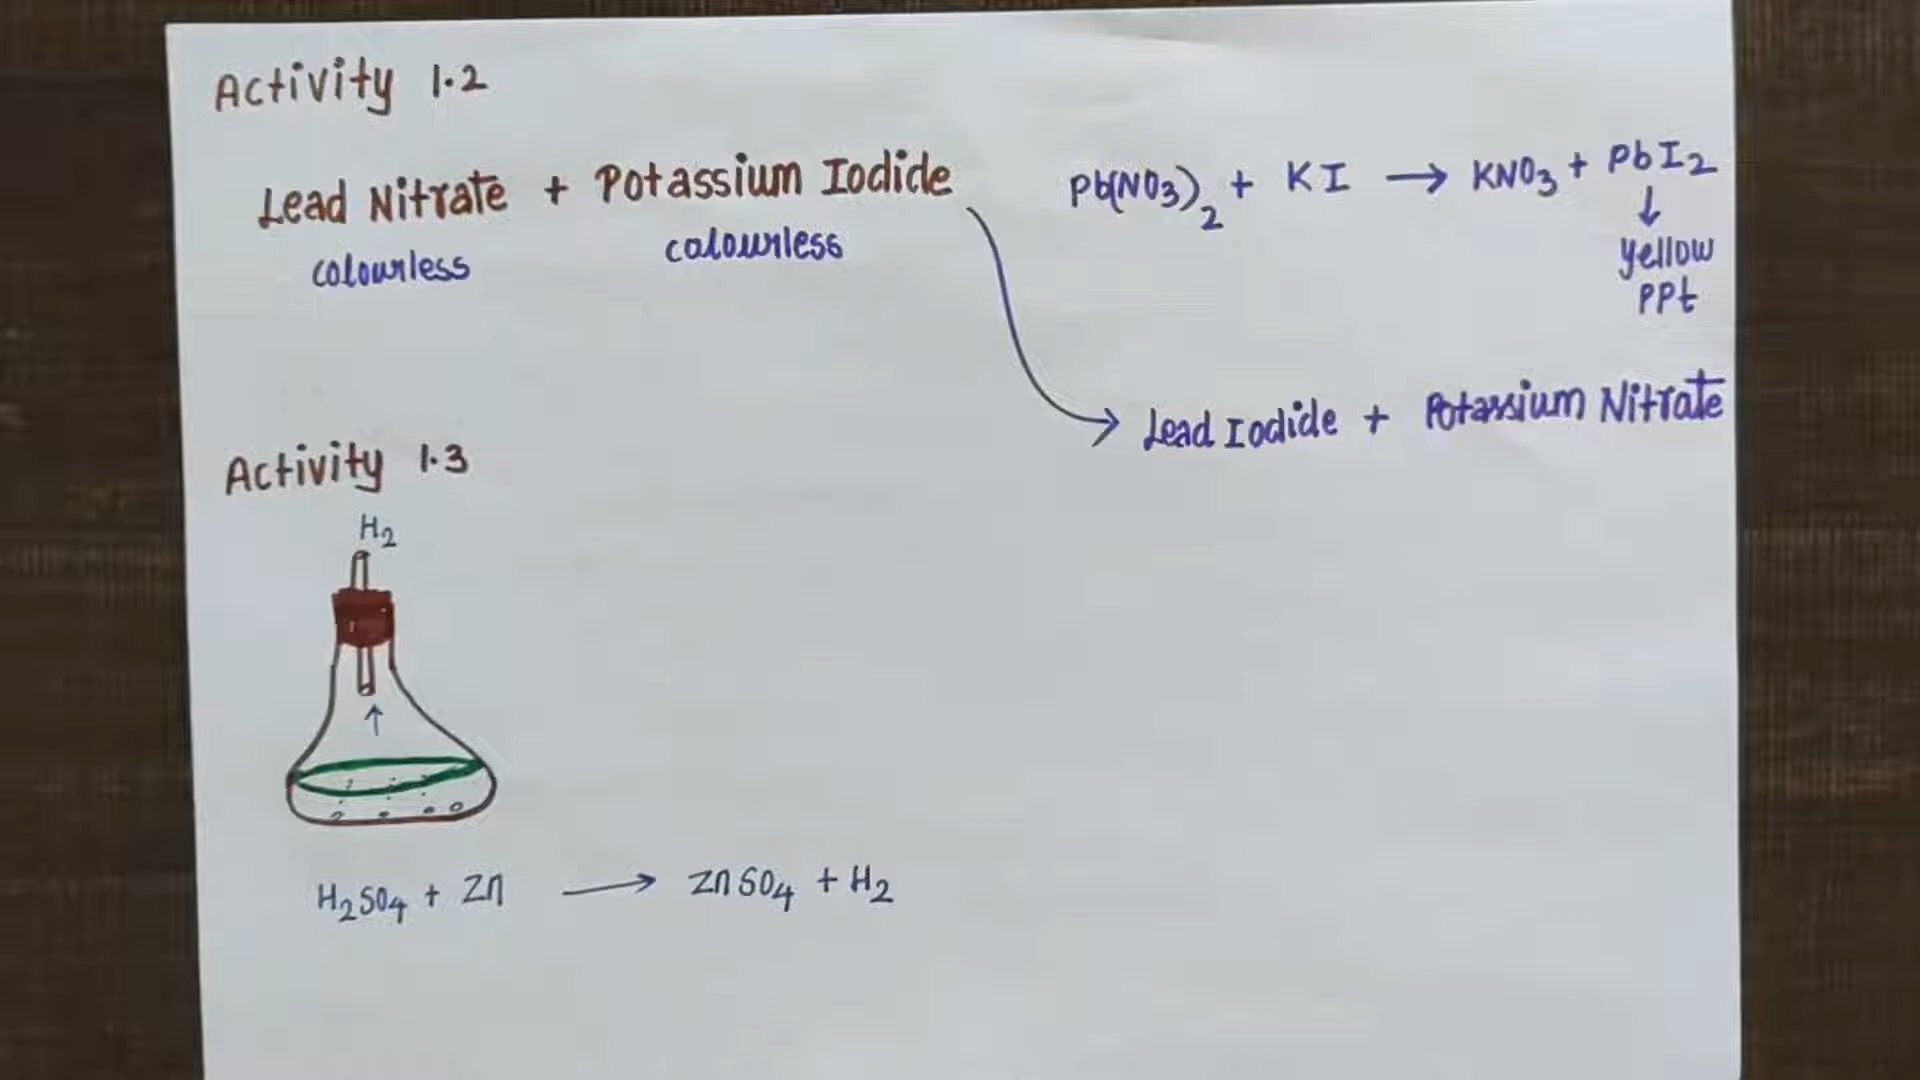 Activity 1.2
Lead Nitrate + Potassium Iodide
colourless colourless
Pb(NO3)2 + KI → KNO3 + PbI2
↓
yellow
PPt
→ Lead Iodide + Potassium Nitrate
Activity 1.3
H2
↑
H2SO4 + Zn → ZnSO4 + H2